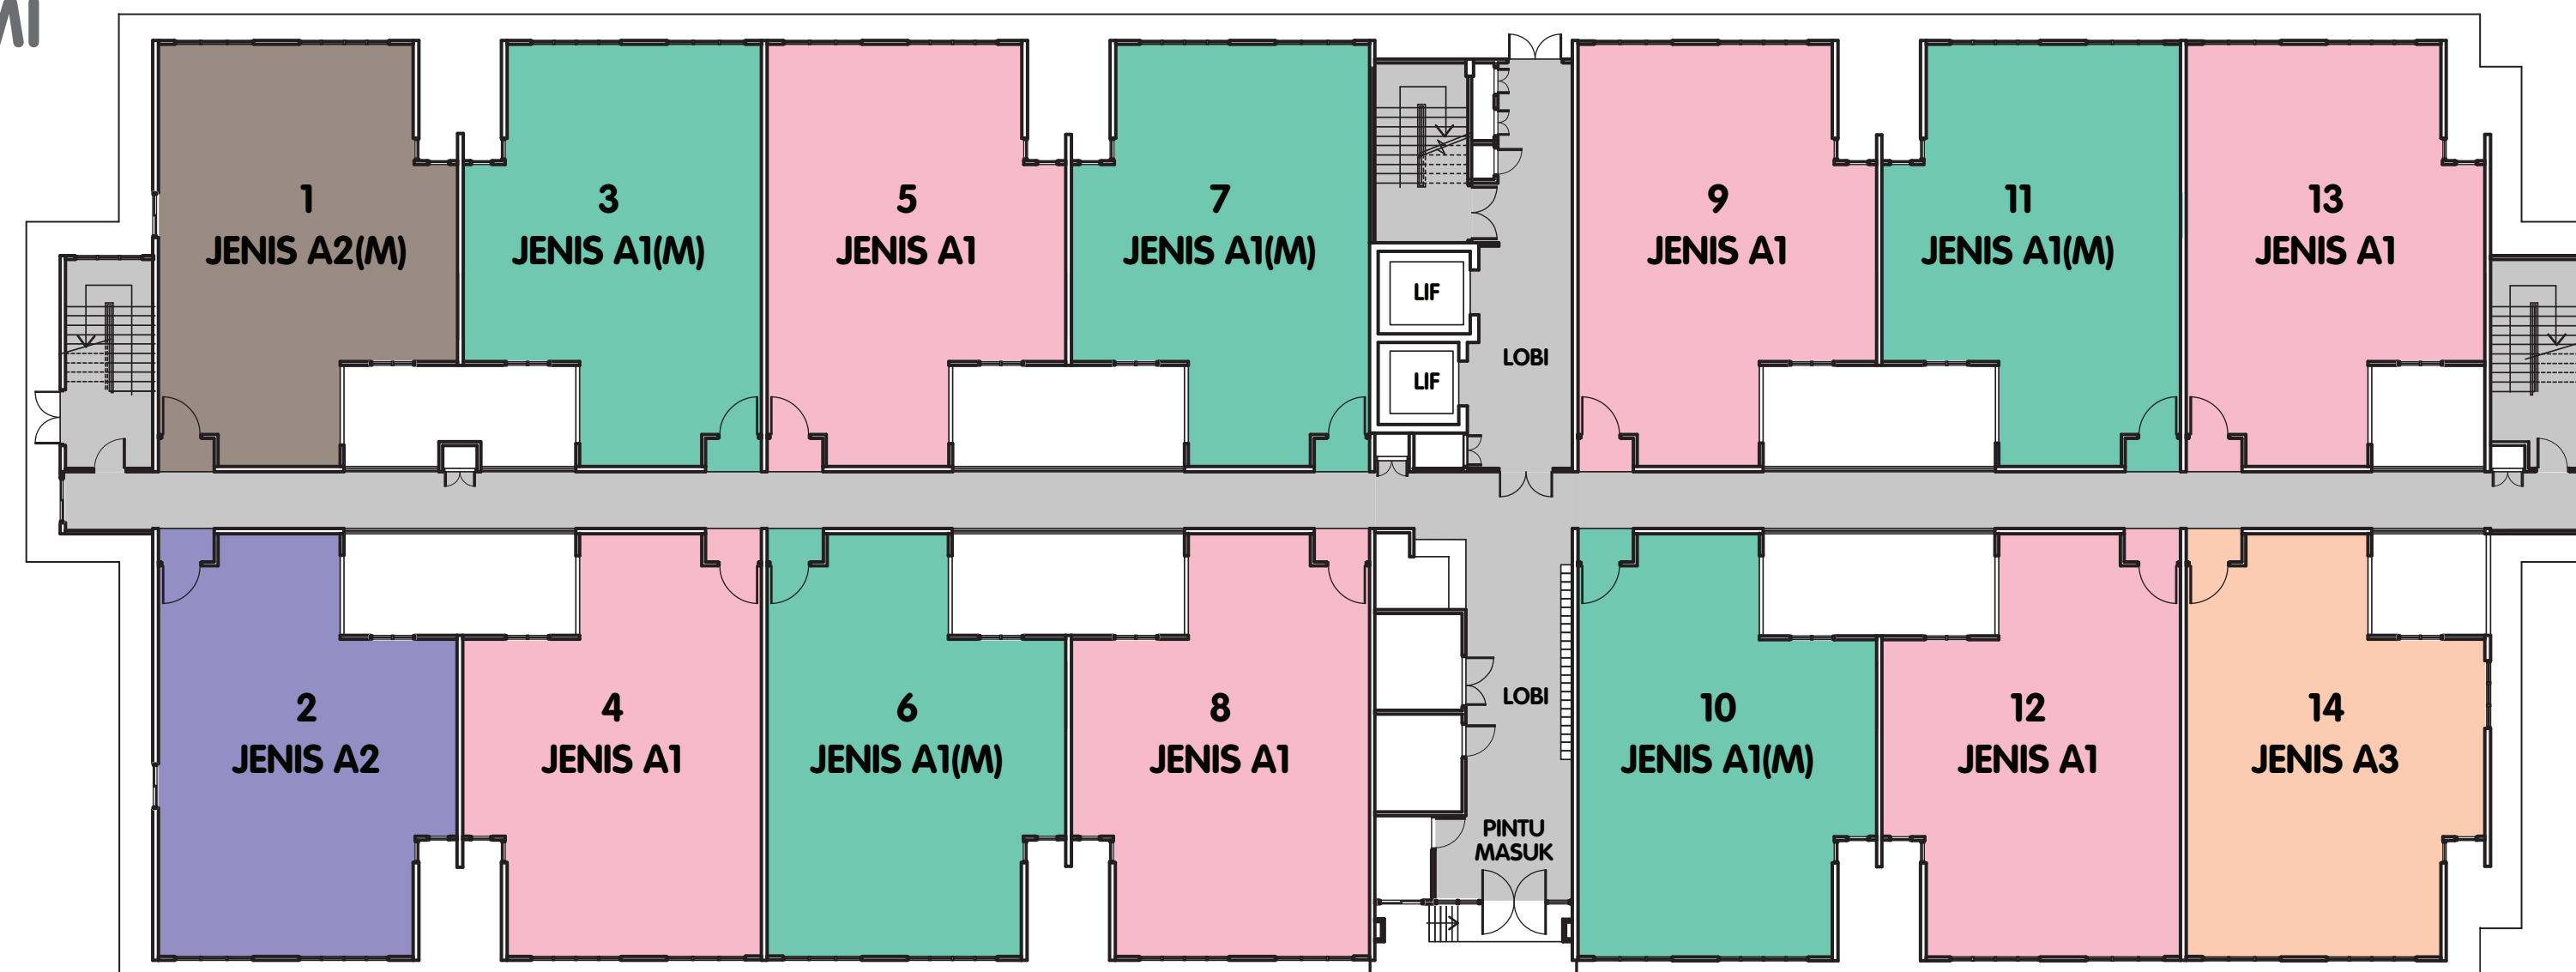 1
JENIS A2(M)
3
JENIS A1(M)
5
JENIS A1
7
JENIS A1(M)
9
JENIS A1
11
JENIS A1(M)
13
JENIS A1
LIF
LIF
LOBI
2
JENIS A2
4
JENIS A1
6
JENIS A1(M)
8
JENIS A1
LOBI
10
JENIS A1(M)
12
JENIS A1
14
JENIS A3
PINTU
MASUK